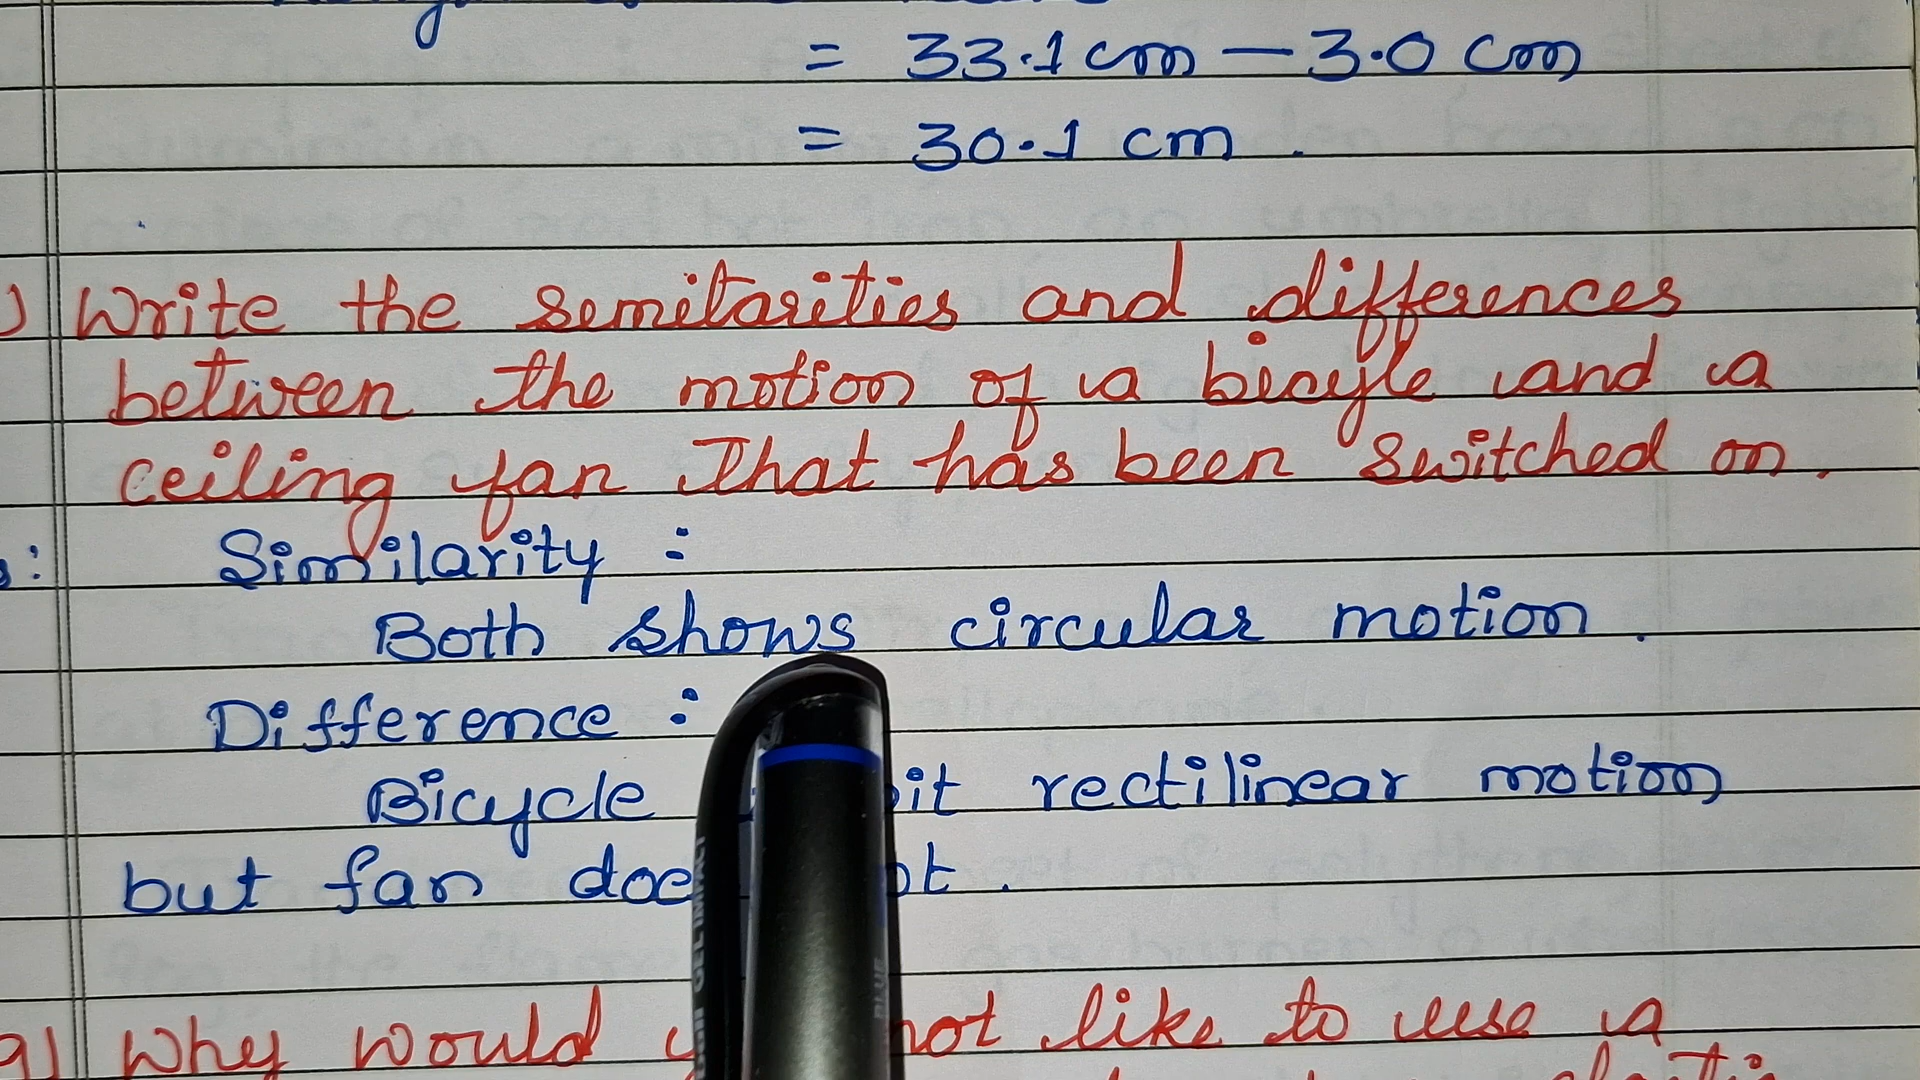 = 33.1 cm - 3.0 cm
= 30.1 cm.
) Write the semilarities and differences
between the motion of a bicyle and a
ceiling fan That has been switched on.
s: Similarity :
Both shows circular motion.
Difference :
Bicycle rectilinear motion
but fan
9) Why would not like to use a